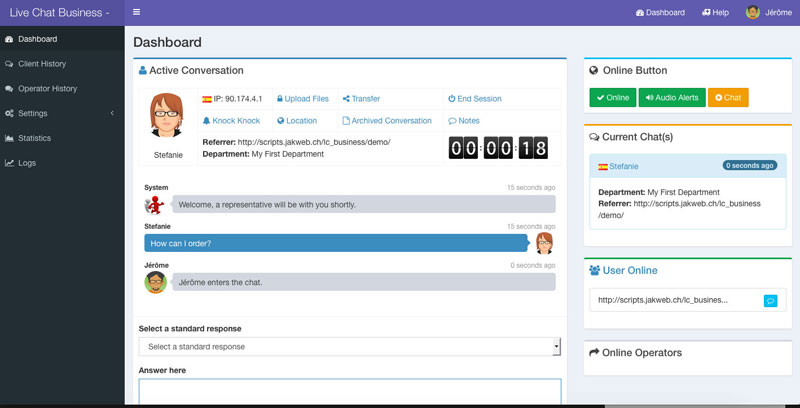 Live Chat Business -
Dashboard
Help
Jérôme
Dashboard
Client History
Operator History
Settings
Statistics
Logs
Dashboard
Active Conversation
Stefanie
IP: 90.174.4.1
Upload Files
Transfer
End Session
Knock Knock
Location
Archived Conversation
Notes
Referrer: http://scripts.jakweb.ch/lc_business/demo/
Department: My First Department
00:00:18
System
15 seconds ago
Welcome, a representative will be with you shortly.
Stefanie
15 seconds ago
How can I order?
Jérôme
0 seconds ago
Jérôme enters the chat.
Select a standard response
Select a standard response
Answer here
Online Button
Online
Audio Alerts
Chat
Current Chat(s)
Stefanie
0 seconds ago
Department: My First Department
Referrer: http://scripts.jakweb.ch/lc_business
/demo/
User Online
http://scripts.jakweb.ch/lc_busines...
Online Operators